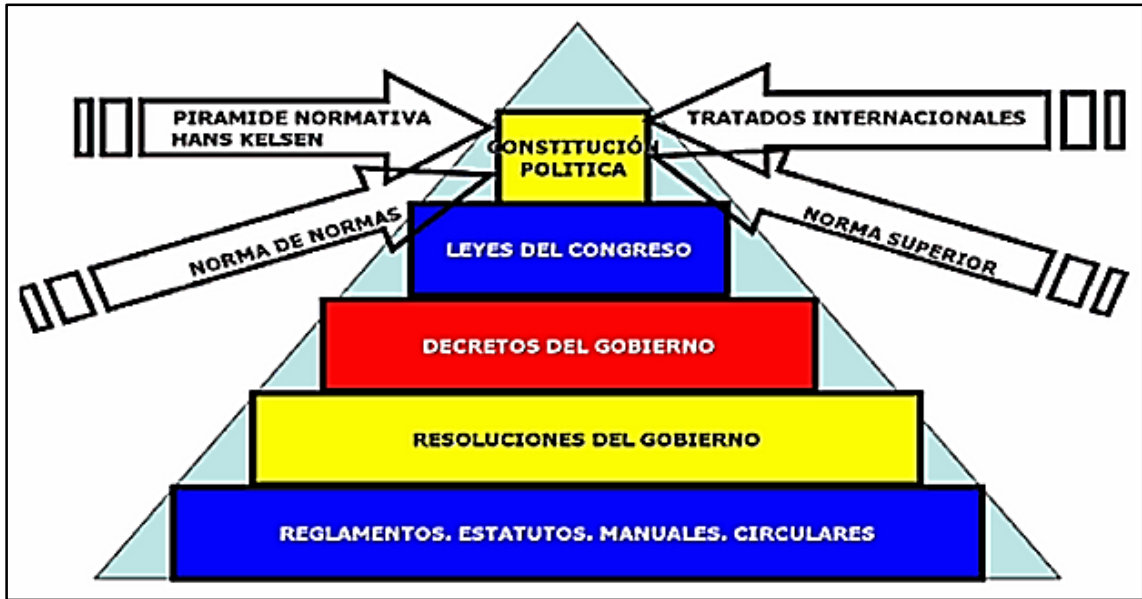 PIRAMIDE NORMATIVA
HANS KELSEN
TRATADOS INTERNACIONALES
CONSTITUCIÓN
POLITICA
NORMA DE NORMAS
NORMA SUPERIOR
LEYES DEL CONGRESO
DECRETOS DEL GOBIERNO
RESOLUCIONES DEL GOBIERNO
REGLAMENTOS. ESTATUTOS. MANUALES. CIRCULARES